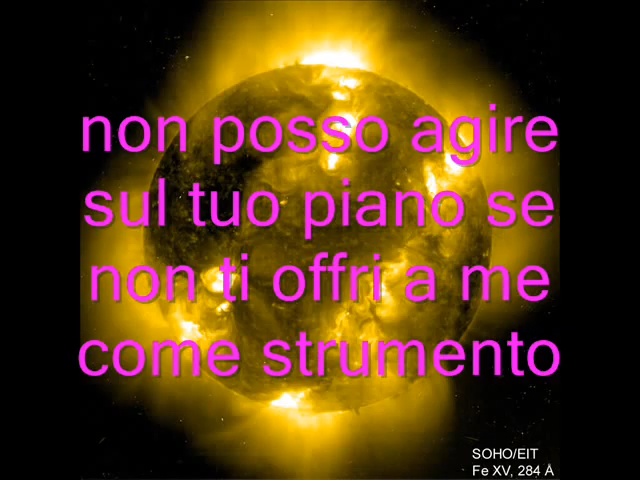 non posso agire
sul tuo piano se
non ti offri a me
come strumento
SOHO/EIT
Fe XV, 284 Å